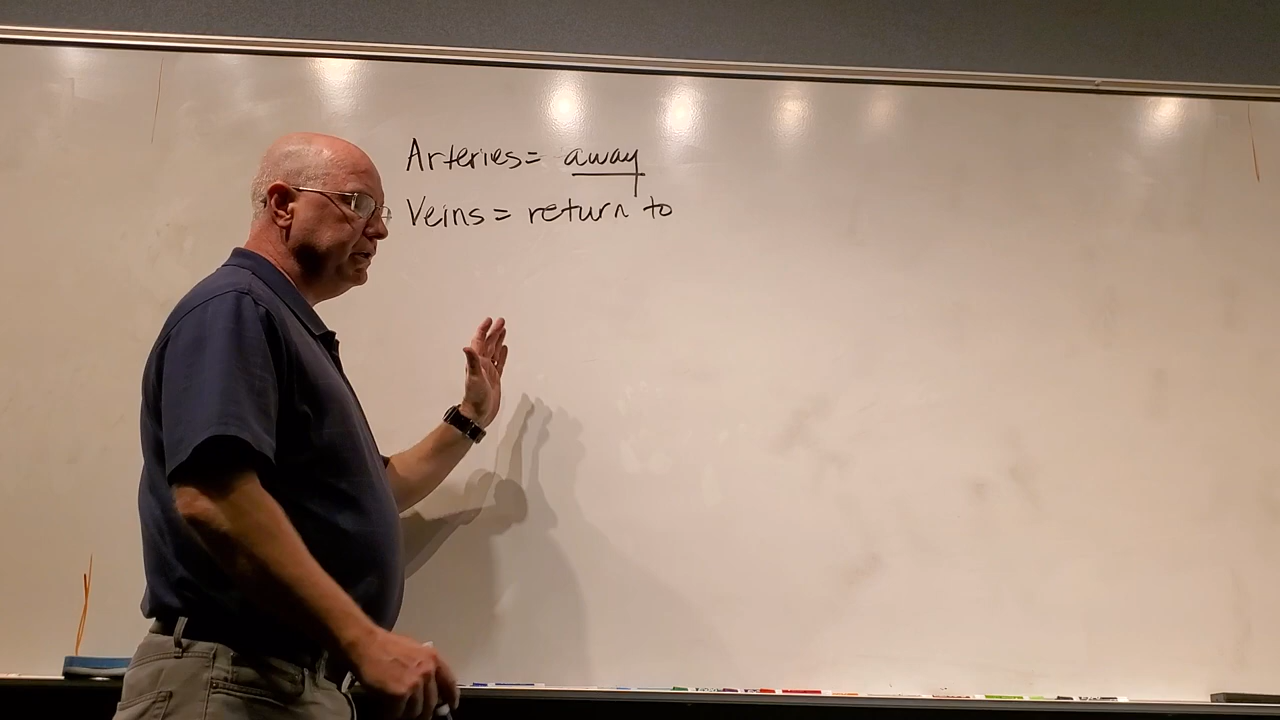 Arteries = away
Veins = return to